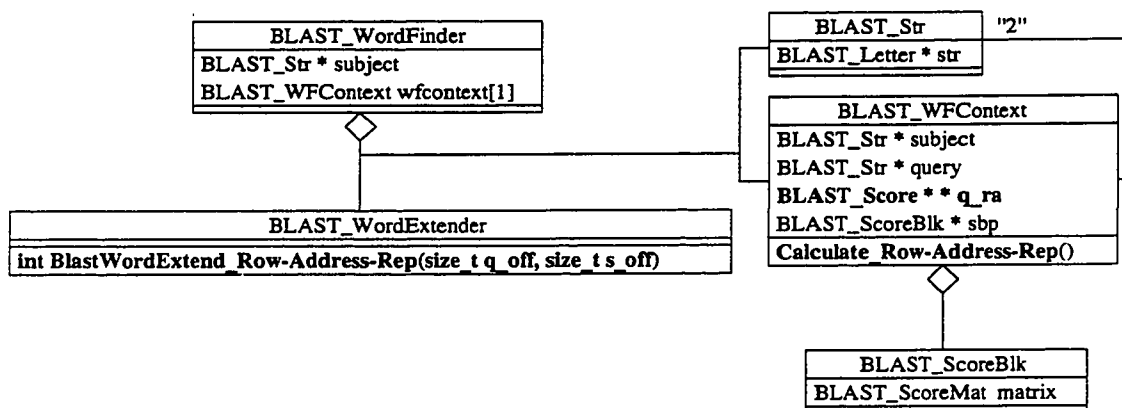 BLAST_WordFinder
BLAST_Str * subject
BLAST_WFContext wfcontext[1]
BLAST_Str "2"
BLAST_Letter * str
BLAST_WFContext
BLAST_Str * subject
BLAST_Str * query
BLAST_Score * * q_ra
BLAST_ScoreBlk * sbp
Calculate_Row-Address-Rep()
BLAST_WordExtender
int BlastWordExtend_Row-Address-Rep(size_t q_off, size_t s_off)
BLAST_ScoreBlk
BLAST_ScoreMat matrix